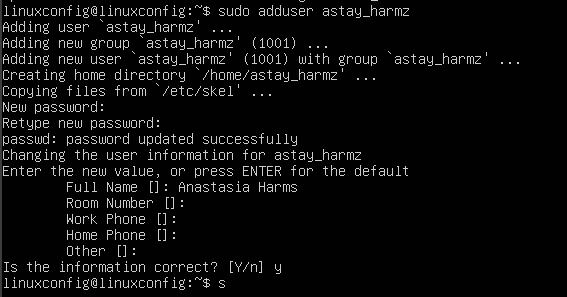 linuxconfig@linuxconfig:~$ sudo adduser astay_harmz
Adding user `astay_harmz' ...
Adding new group `astay_harmz' (1001) ...
Adding new user `astay_harmz' (1001) with group `astay_harmz' ...
Creating home directory `/home/astay_harmz' ...
Copying files from `/etc/skel' ...
New password:
Retype new password:
passwd: password updated successfully
Changing the user information for astay_harmz
Enter the new value, or press ENTER for the default
Full Name []: Anastasia Harms
Room Number []:
Work Phone []:
Home Phone []:
Other []:
Is the information correct? [Y/n] y
linuxconfig@linuxconfig:~$ s